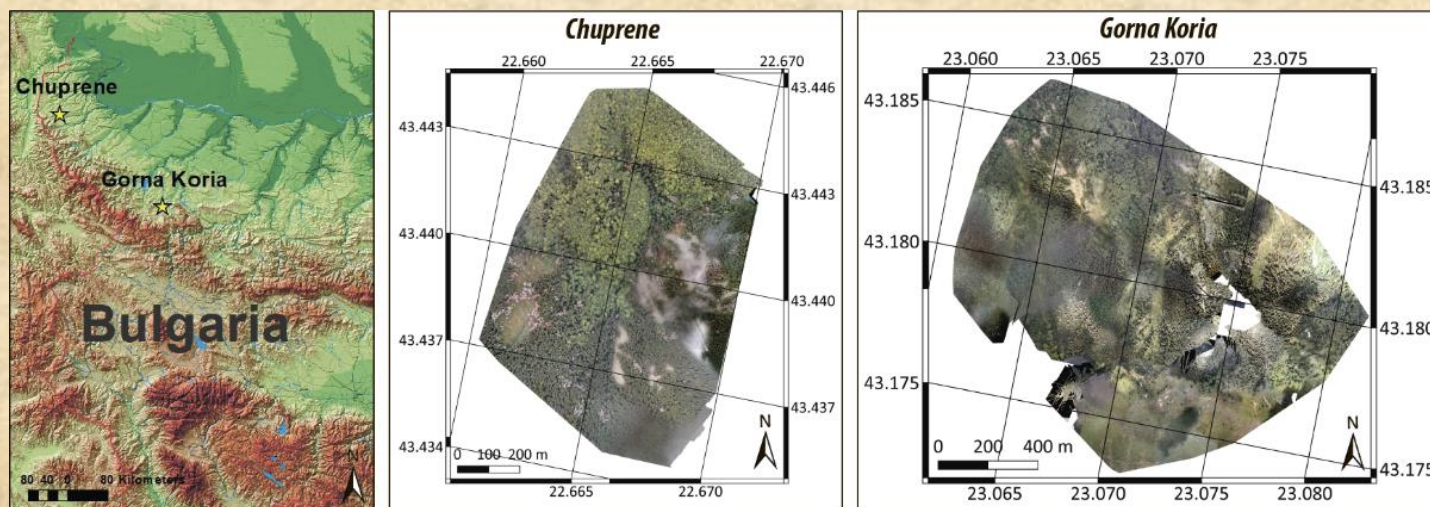 Chuprene
Gorna Koria
Bulgaria
80 40 0 80 Kilometers
N
Chuprene
22.660 22.665 22.670
43.446
43.443
43.443
43.440
43.440
43.437
43.437
43.434
0 100 200 m
N
22.665 22.670
Gorna Koria
23.060 23.065 23.070 23.075
43.185
43.185
43.180
43.180
43.175
43.175
0 200 400 m
N
23.065 23.070 23.075 23.080